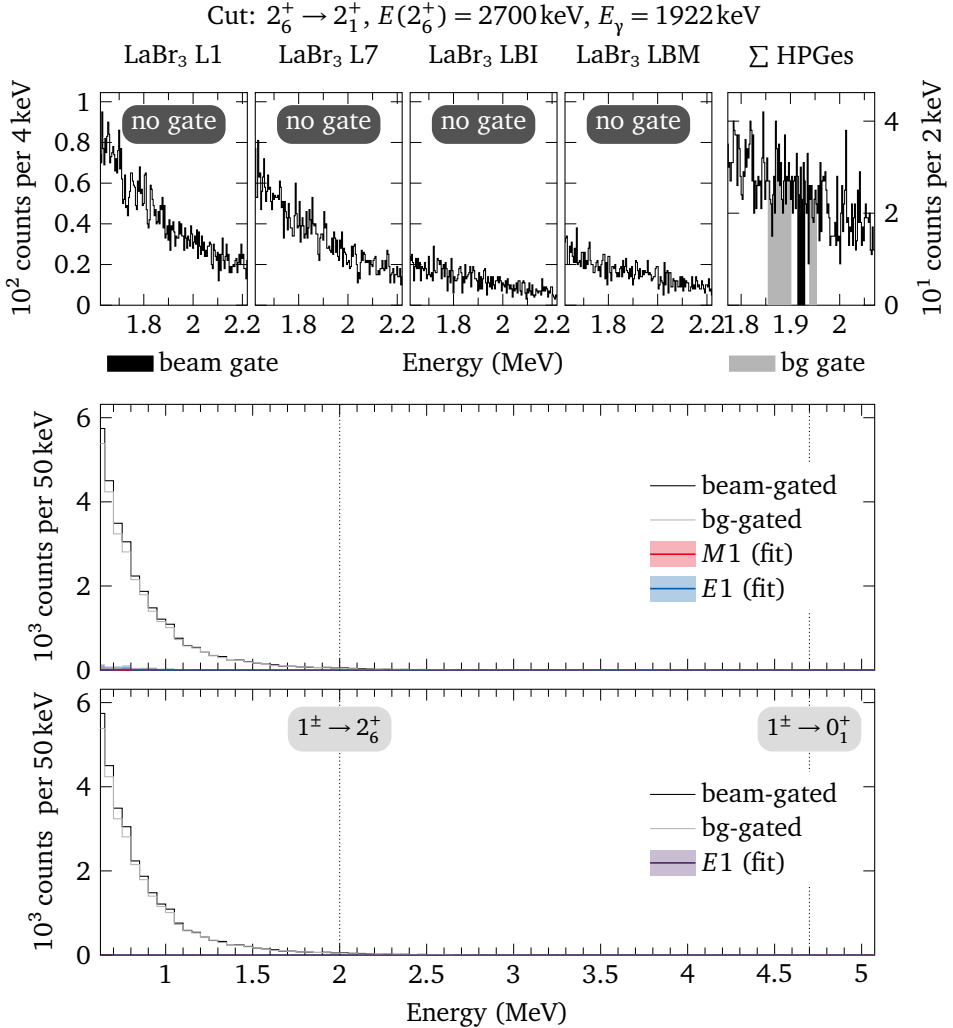 Cut: 2₆⁺ → 2₁⁺, E(2₆⁺) = 2700 keV, E_γ = 1922 keV
LaBr₃ L1 LaBr₃ L7 LaBr₃ LBI LaBr₃ LBM ∑ HPGes
no gate no gate no gate no gate
10² counts per 4 keV
1
0.8
0.6
0.4
0.2
0
4
2
0
10¹ counts per 2 keV
1.8 2 2.2 1.8 2 2.2 1.8 2 2.2 1.8 2 2.2 1.8 1.9 2
beam gate Energy (MeV) bg gate
10³ counts per 50 keV
6
4
2
0
beam-gated
bg-gated
M1 (fit)
E1 (fit)
10³ counts per 50 keV
6
4
2
0
1± → 2₆⁺ 1± → 0₁⁺
beam-gated
bg-gated
E1 (fit)
1 1.5 2 2.5 3 3.5 4 4.5 5
Energy (MeV)